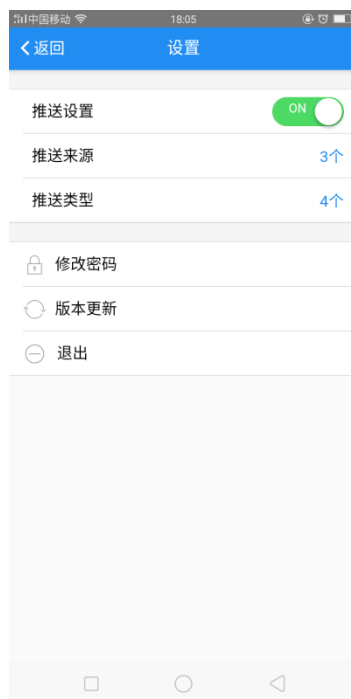 中国移动 18:05
返回 设置
推送设置 ON
推送来源 3个
推送类型 4个
修改密码
版本更新
退出